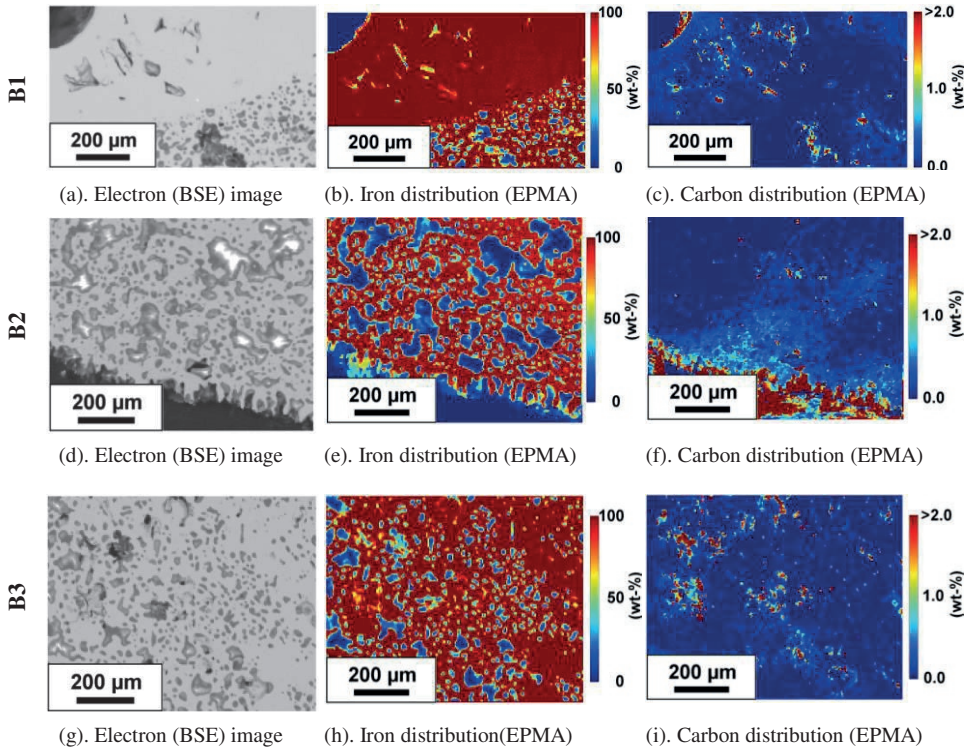 B1
200 µm
200 µm
100
50
0
(wt-%)
200 µm
>2.0
1.0
0.0
(wt-%)
(a). Electron (BSE) image
(b). Iron distribution (EPMA)
(c). Carbon distribution (EPMA)
B2
200 µm
200 µm
100
50
0
(wt-%)
200 µm
>2.0
1.0
0.0
(wt-%)
(d). Electron (BSE) image
(e). Iron distribution (EPMA)
(f). Carbon distribution (EPMA)
B3
200 µm
200 µm
100
50
0
(wt-%)
200 µm
>2.0
1.0
0.0
(wt-%)
(g). Electron (BSE) image
(h). Iron distribution(EPMA)
(i). Carbon distribution (EPMA)